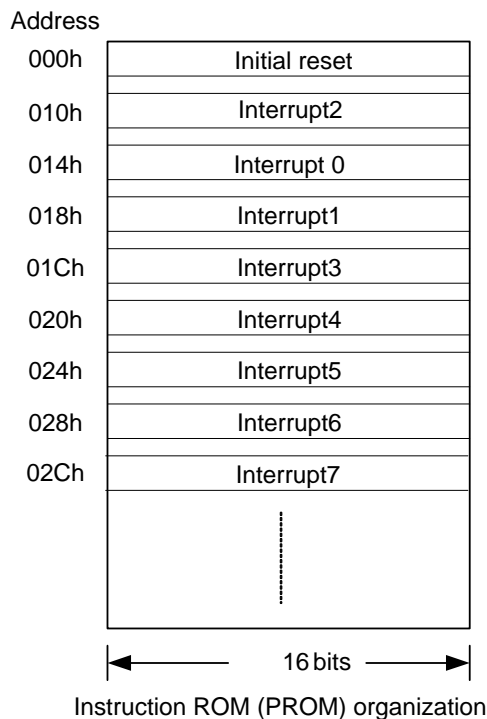 Address
000h Initial reset
010h Interrupt2
014h Interrupt 0
018h Interrupt1
01Ch Interrupt3
020h Interrupt4
024h Interrupt5
028h Interrupt6
02Ch Interrupt7
16 bits
Instruction ROM (PROM) organization